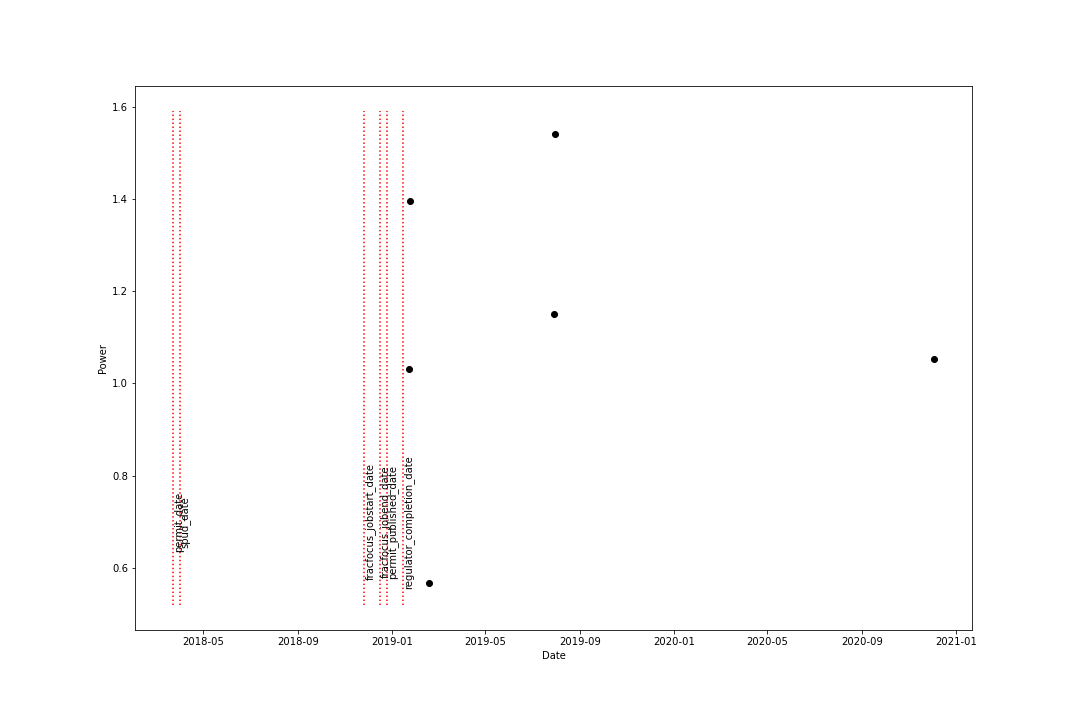 1.6
1.4
1.2
1.0
0.8
0.6
Power
permit_date
spud_date
fracfocus_jobstart_date
fracfocus_jobend_date
permit_published_date
regulator_completion_date
2018-05
2018-09
2019-01
2019-05
2019-09
2020-01
2020-05
2020-09
2021-01
Date